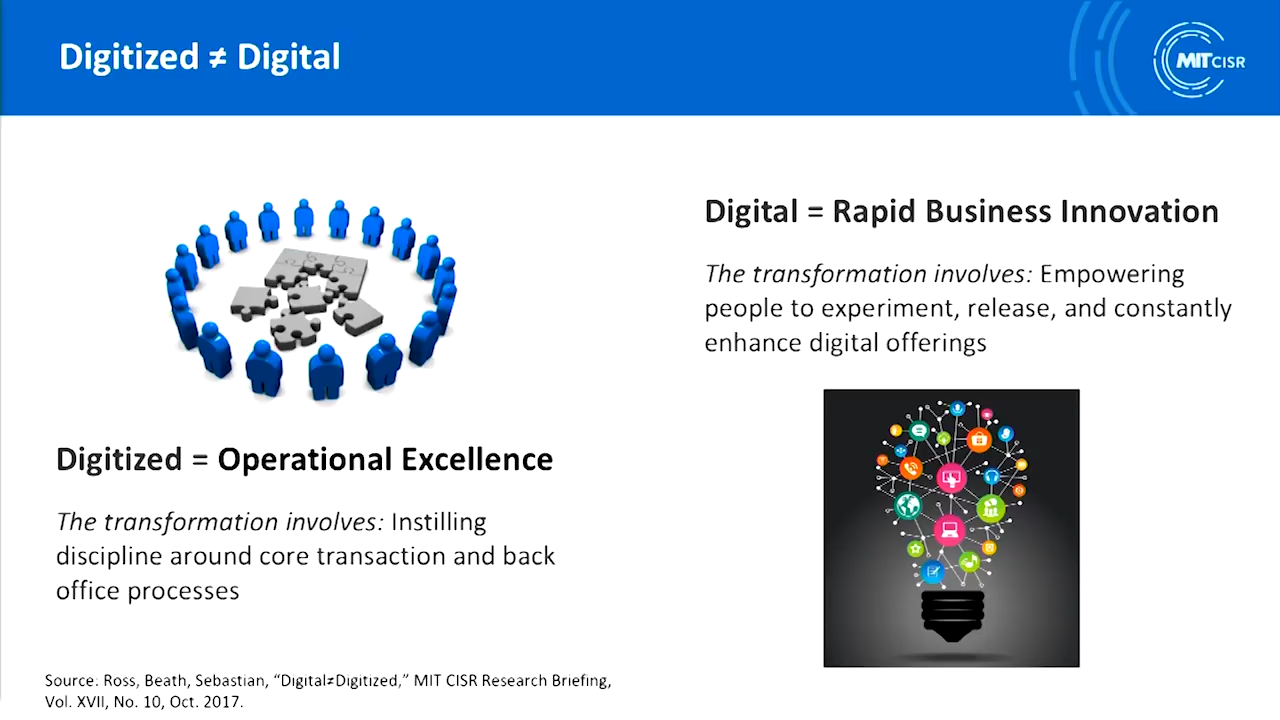 Digitized ≠ Digital
MIT CISR
Digital = Rapid Business Innovation
The transformation involves: Empowering
people to experiment, release, and constantly
enhance digital offerings
Digitized = Operational Excellence
The transformation involves: Instilling
discipline around core transaction and back
office processes
Source: Ross, Beath, Sebastian, “Digital≠Digitized,” MIT CISR Research Briefing,
Vol. XVII, No. 10, Oct. 2017.